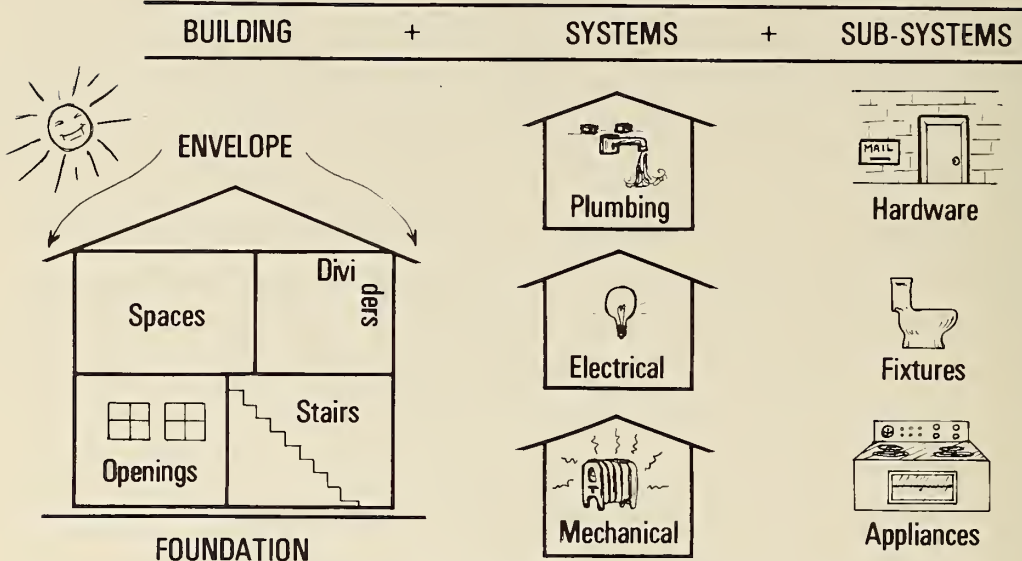 BUILDING + SYSTEMS + SUB-SYSTEMS
ENVELOPE
Divi
ders
Spaces
Stairs
Openings
FOUNDATION
Plumbing
Electrical
Mechanical
MAIL
Hardware
Fixtures
Appliances